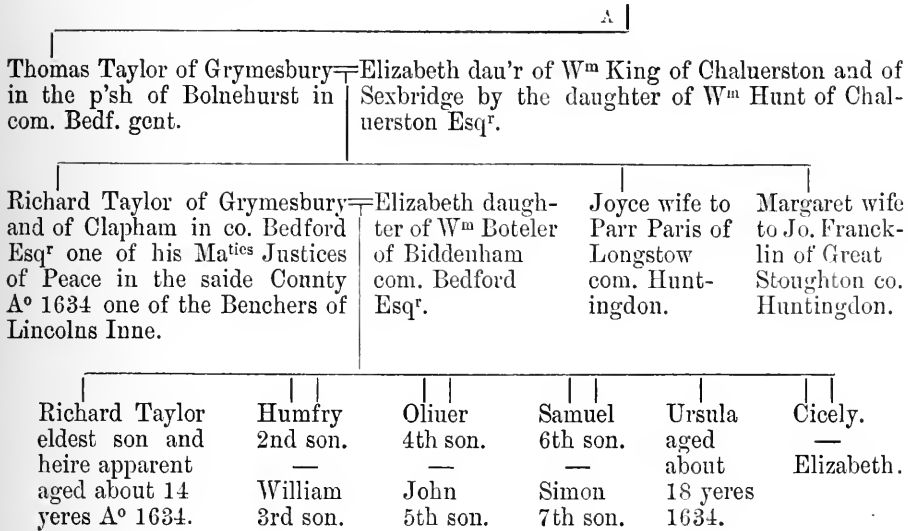 A
Thomas Taylor of Grymesbury
in the p'sh of Bolnehurst in
com. Bedf. gent.
Elizabeth dau'r of Wᵐ King of Chaluerston and of
Sexbridge by the daughter of Wᵐ Hunt of Chal-
uerston Esqʳ.
Richard Taylor of Grymesbury
and of Clapham in co. Bedford
Esqʳ one of his Maᵗⁱᵉˢ Justices
of Peace in the saide County
Aº 1634 one of the Benchers of
Lincolns Inne.
Elizabeth daugh-
ter of Wᵐ Boteler
of Biddenham
com. Bedford
Esqʳ.
Joyce wife to
Parr Paris of
Longstow
com. Hunt-
ingdon.
Margaret wife
to Jo. Franck-
lin of Great
Stoughton co.
Huntingdon.
Richard Taylor
eldest son and
heire apparent
aged about 14
yeres Aº 1634.
Humfry
2nd son.
—
William
3rd son.
Oliuer
4th son.
—
John
5th son.
Samuel
6th son.
—
Simon
7th son.
Ursula
aged
about
18 yeres
1634.
Cicely.
—
Elizabeth.